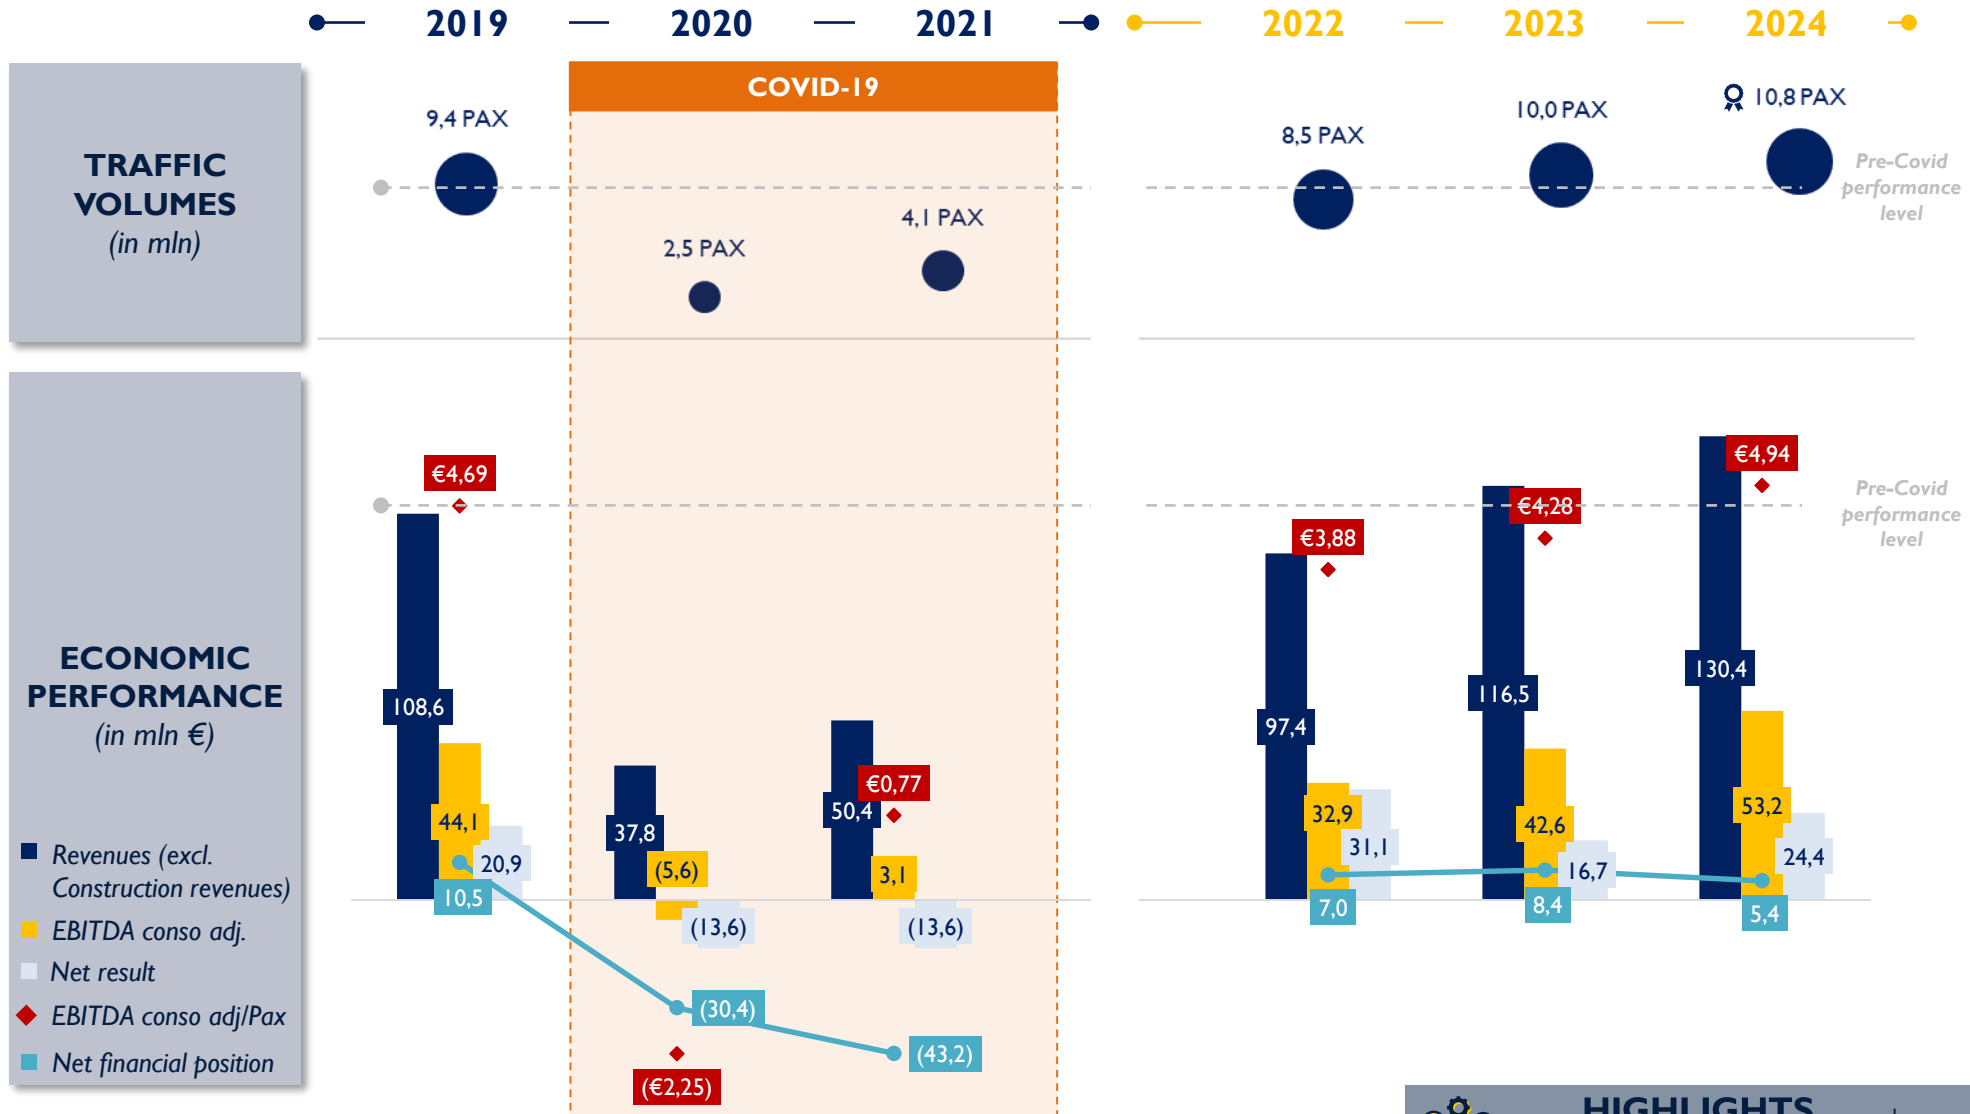 2019
2020
2021
2022
2023
2024
COVID-19
TRAFFIC
VOLUMES
(in mln)
9,4 PAX
2,5 PAX
4,1 PAX
8,5 PAX
10,0 PAX
10,8 PAX
Pre-Covid
performance
level
ECONOMIC
PERFORMANCE
(in mln €)
Revenues (excl.
Construction revenues)
EBITDA conso adj.
Net result
EBITDA conso adj/Pax
Net financial position
€4,69
108,6
44,1
20,9
10,5
37,8
(5,6)
(13,6)
(30,4)
(€2,25)
€0,77
50,4
3,1
(13,6)
(43,2)
€3,88
97,4
32,9
31,1
7,0
€4,28
116,5
42,6
16,7
8,4
€4,94
130,4
53,2
24,4
5,4
Pre-Covid
performance
level
HIGHLIGHTS